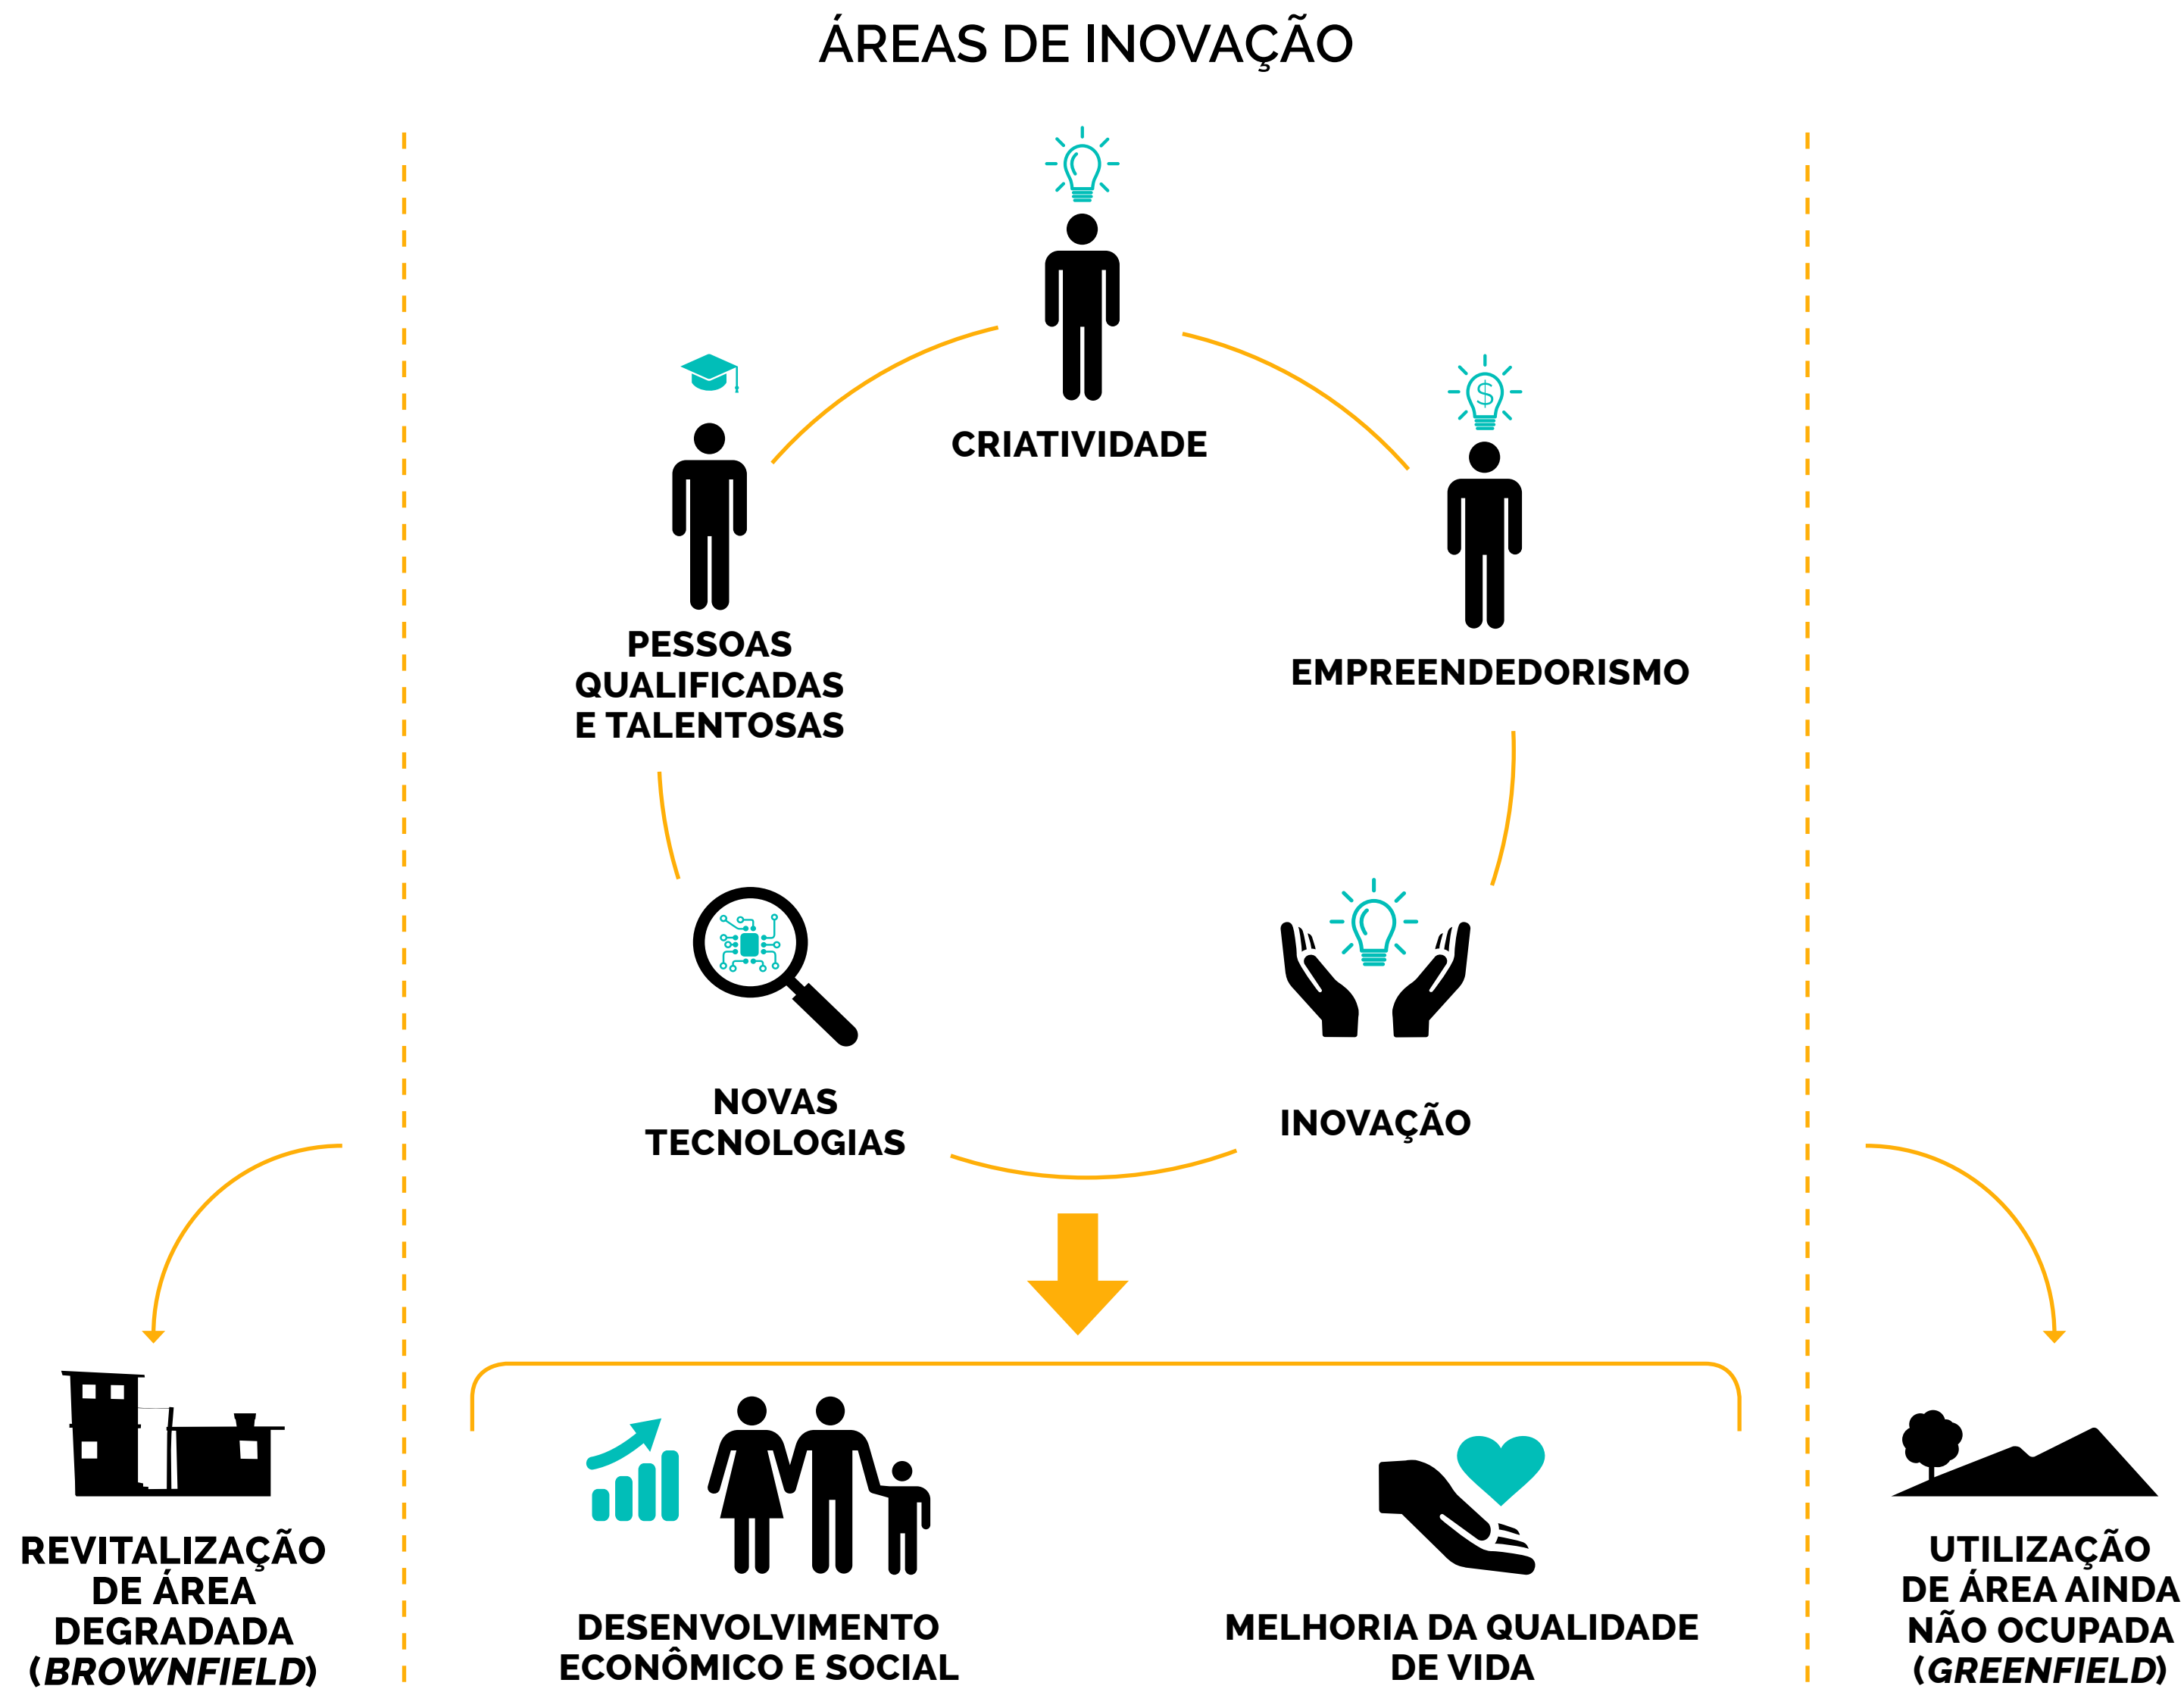 ÁREAS DE INOVAÇÃO
CRIATIVIDADE
PESSOAS
QUALIFICADAS
E TALENTOSAS
$
EMPREENDEDORISMO
NOVAS
TECNOLOGIAS
INOVAÇÃO
REVITALIZAÇÃO
DE ÁREA
DEGRADADA
(BROWNFIELD)
DESENVOLVIMENTO
ECONÔMICO E SOCIAL
MELHORIA DA QUALIDADE
DE VIDA
UTILIZAÇÃO
DE ÁREA AINDA
NÃO OCUPADA
(GREENFIELD)